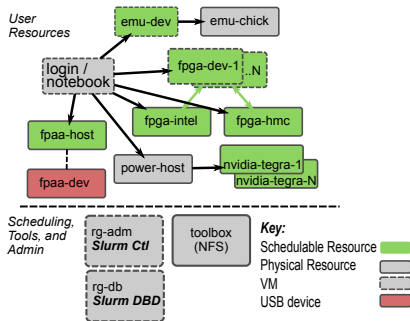 User
Resources
emu-dev
emu-chick
login /
notebook
fpga-dev-1
..N
fpaa-host
fpga-intel
fpga-hmc
fpaa-dev
power-host
nvidia-tegra-1
nvidia-tegra-N
Scheduling,
Tools, and
Admin
rg-adm
Slurm Ctl
toolbox
(NFS)
rg-db
Slurm DBD
Key:
Schedulable Resource
Physical Resource
VM
USB device